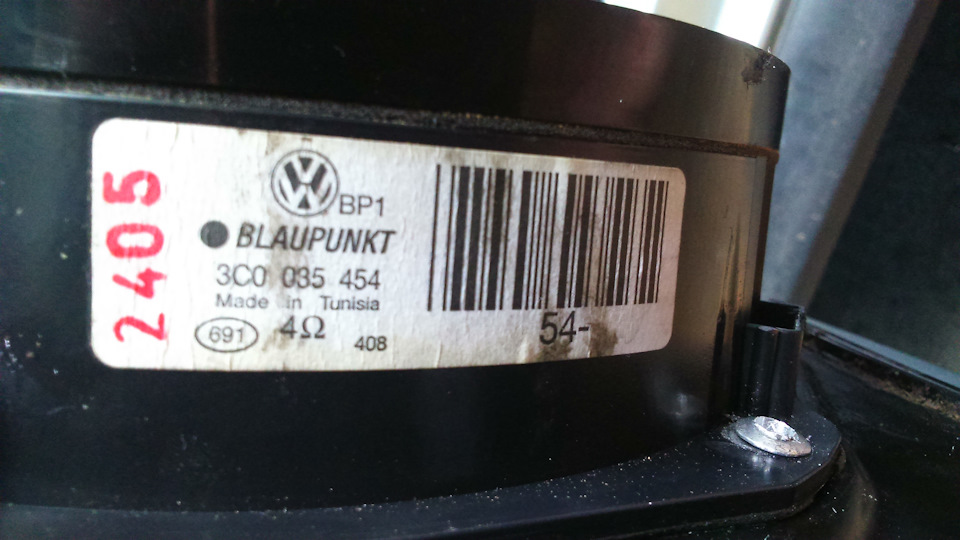 2405
BP1
BLAUPUNKT
3C0 035 454
Made in Tunisia
691 4Ω 408
54-